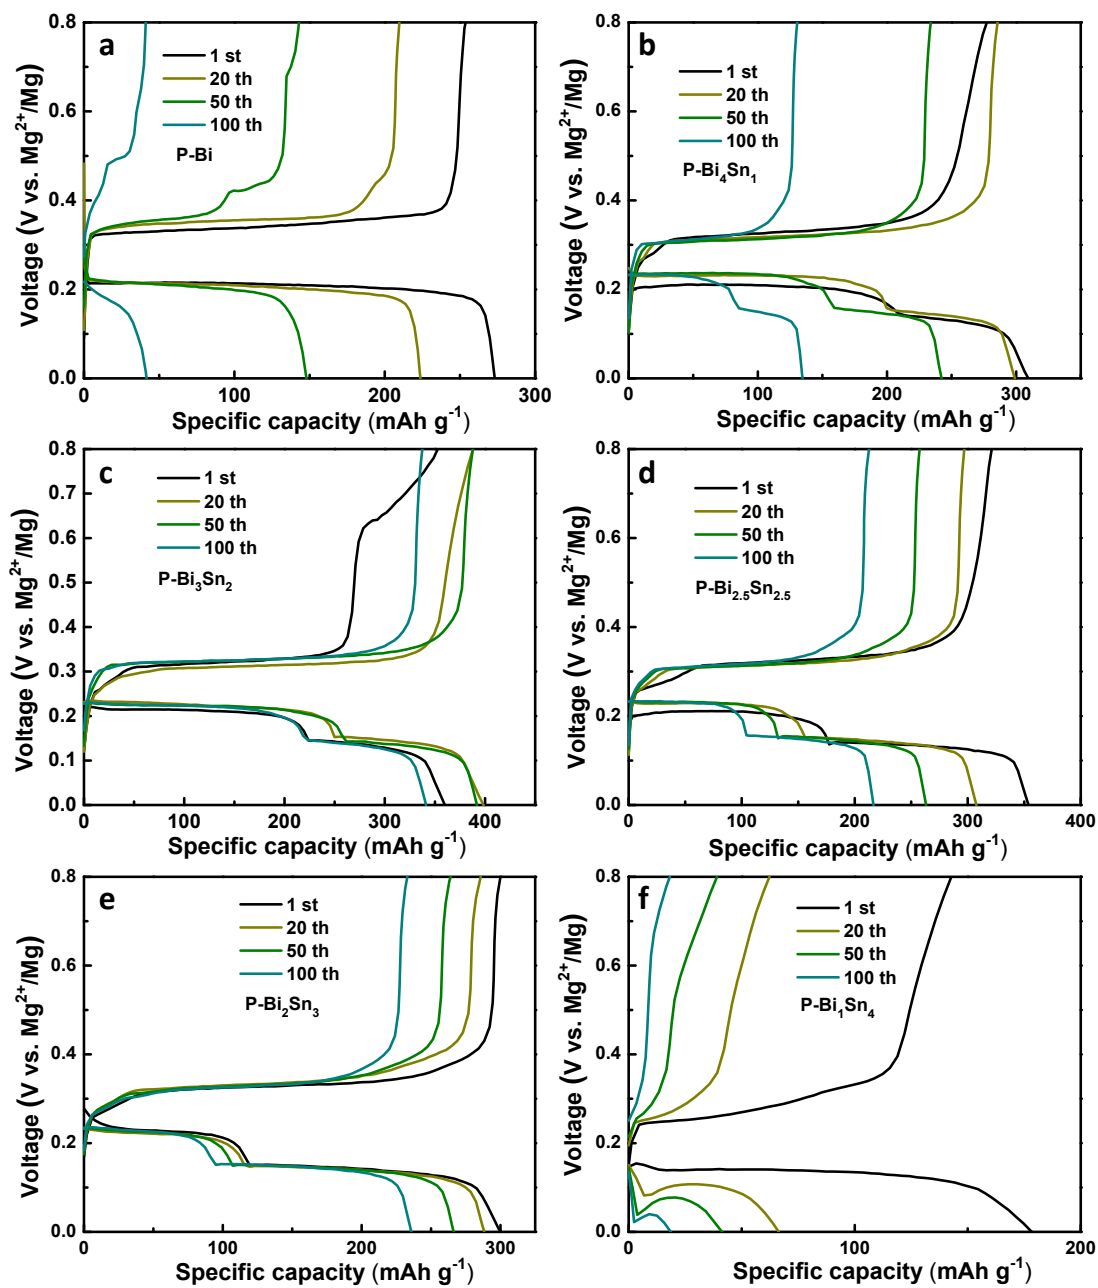 a
1 st
20 th
50 th
100 th
P-Bi
Voltage (V vs. Mg²⁺/Mg)
0.8
0.6
0.4
0.2
0.0
0 100 200 300
Specific capacity (mAh g⁻¹)
b
1 st
20 th
50 th
100 th
P-Bi₄Sn₁
Voltage (V vs. Mg²⁺/Mg)
0.8
0.6
0.4
0.2
0.0
0 100 200 300
Specific capacity (mAh g⁻¹)
c
1 st
20 th
50 th
100 th
P-Bi₃Sn₂
Voltage (V vs. Mg²⁺/Mg)
0.8
0.7
0.6
0.5
0.4
0.3
0.2
0.1
0.0
0 100 200 300 400
Specific capacity (mAh g⁻¹)
d
1 st
20 th
50 th
100 th
P-Bi₂.₅Sn₂.₅
Voltage (V vs. Mg²⁺/Mg)
0.8
0.6
0.4
0.2
0.0
0 100 200 300 400
Specific capacity (mAh g⁻¹)
e
1 st
20 th
50 th
100 th
P-Bi₂Sn₃
Voltage (V vs. Mg²⁺/Mg)
0.8
0.6
0.4
0.2
0.0
0 100 200 300
Specific capacity (mAh g⁻¹)
f
1 st
20 th
50 th
100 th
P-Bi₁Sn₄
Voltage (V vs. Mg²⁺/Mg)
0.8
0.6
0.4
0.2
0.0
0 100 200
Specific capacity (mAh g⁻¹)